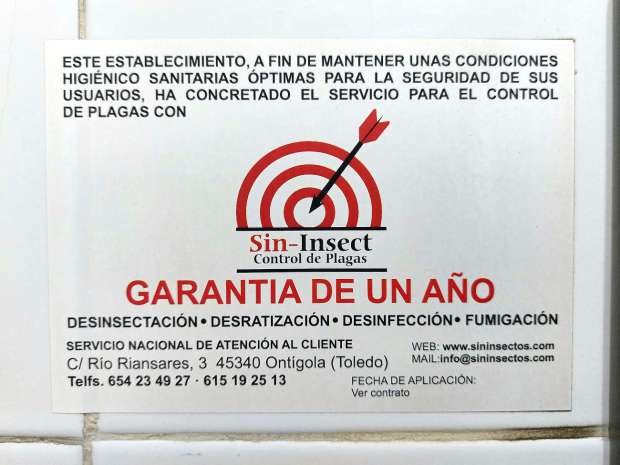 ESTE ESTABLECIMIENTO, A FIN DE MANTENER UNAS CONDICIONES
HIGIÉNICO SANITARIAS ÓPTIMAS PARA LA SEGURIDAD DE SUS
USUARIOS, HA CONCRETADO EL SERVICIO PARA EL CONTROL
DE PLAGAS CON
Sin-Insect
Control de Plagas
GARANTIA DE UN AÑO
DESINSECTACIÓN • DESRATIZACIÓN • DESINFECCIÓN • FUMIGACIÓN
SERVICIO NACIONAL DE ATENCIÓN AL CLIENTE
C/ Río Riansares, 3 45340 Ontígola (Toledo)
Telfs. 654 23 49 27 · 615 19 25 13
WEB: www.sininsectos.com
MAIL:info@sininsectos.com
FECHA DE APLICACIÓN:
Ver contrato